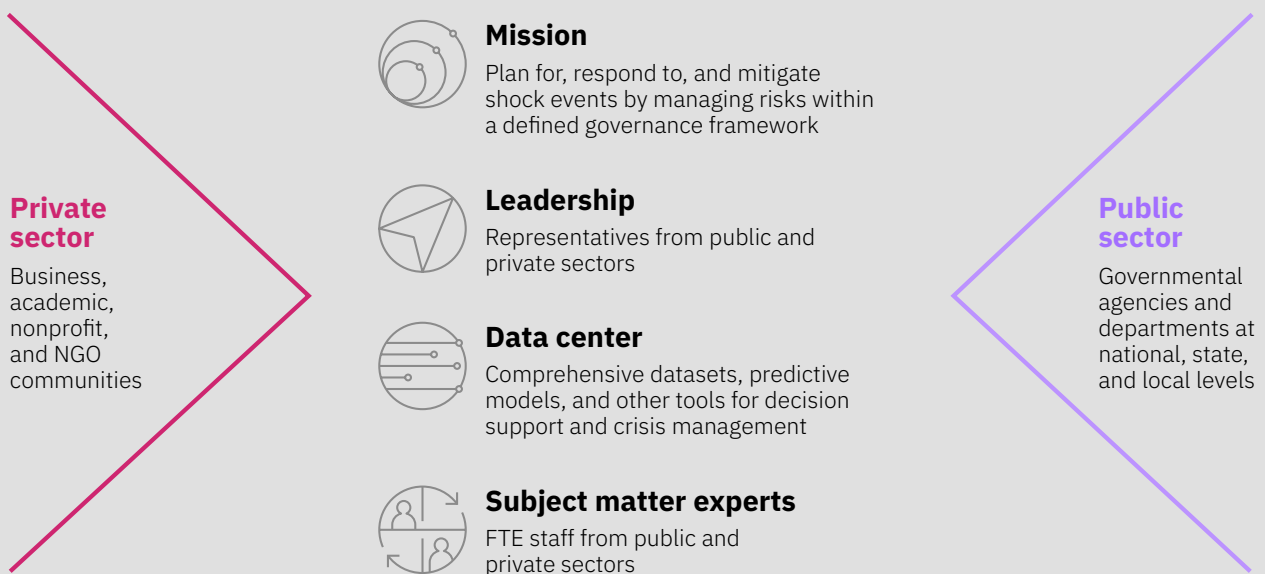 Private
sector
Business,
academic,
nonprofit,
and NGO
communities
Mission
Plan for, respond to, and mitigate
shock events by managing risks within
a defined governance framework
Leadership
Representatives from public and
private sectors
Data center
Comprehensive datasets, predictive
models, and other tools for decision
support and crisis management
Subject matter experts
FTE staff from public and
private sectors
Public
sector
Governmental
agencies and
departments at
national, state,
and local levels